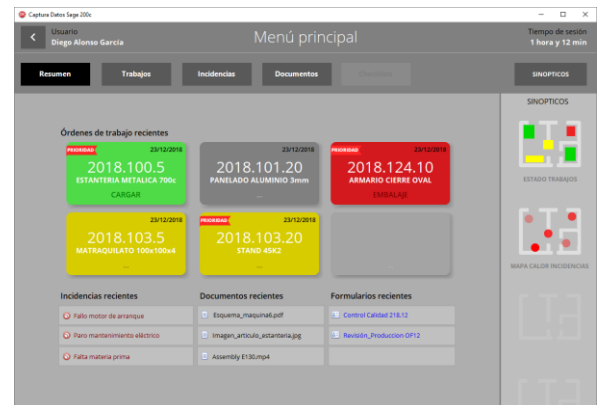 Captura Datos Sage 200c
Usuario
Diego Alonso García
Menú principal
Tiempo de sesión
1 hora y 12 min
Resumen
Trabajos
Incidencias
Documentos
SINOPTICOS
SINOPTICOS
Órdenes de trabajo recientes
PRIORIDAD
23/12/2018
2018.100.5
ESTANTERIA METALICA 700c
CARGAR
23/12/2018
2018.101.20
PANELADO ALUMINIO 3mm
...
PRIORIDAD
23/12/2018
2018.124.10
ARMARIO CIERRE OVAL
EMBALAJE
23/12/2018
2018.103.5
MATRAQUILATO 100x100x4
...
PRIORIDAD
23/12/2018
2018.103.20
STAND 45K2
...
ESTADO TRABAJOS
MAPA CALOR INCIDENCIAS
Incidencias recientes
Fallo motor de arranque
Paro mantenimiento eléctrico
Falta materia prima
Documentos recientes
Esquema_maquina6.pdf
Imagen_articulo_estanteria.jpg
Assembly E130.mp4
Formularios recientes
Control Calidad 218.12
Revisión_Produccion OF12